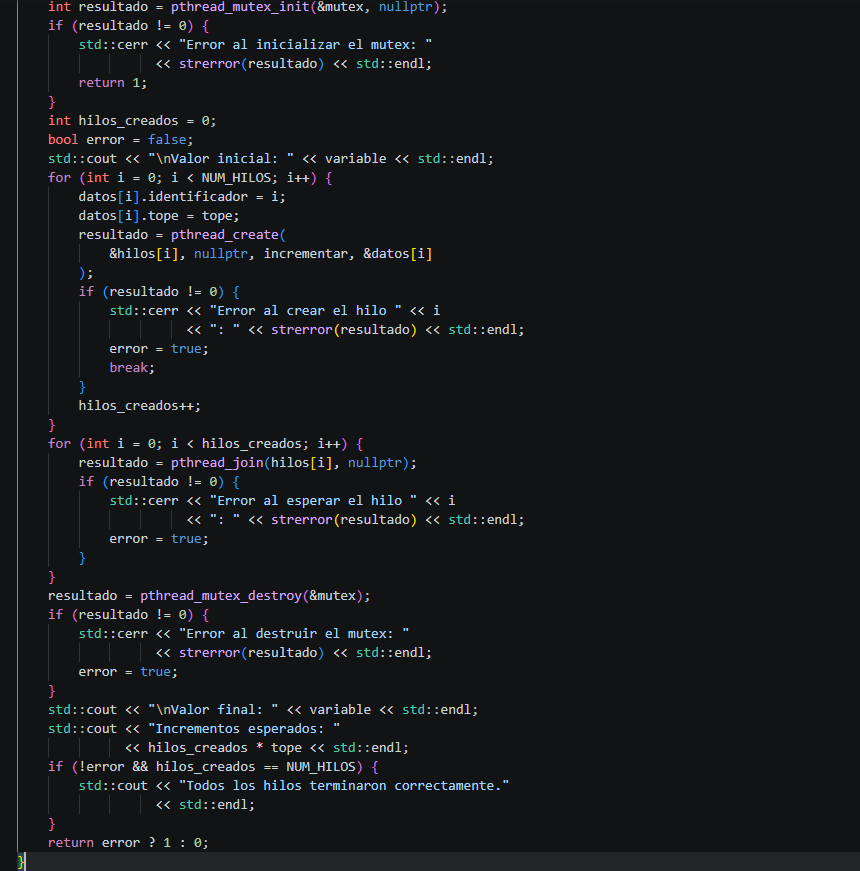 int resultado = pthread_mutex_init(&mutex, nullptr);
if (resultado != 0) {
std::cerr << "Error al inicializar el mutex: "
<< strerror(resultado) << std::endl;
return 1;
}
int hilos_creados = 0;
bool error = false;
std::cout << "\nValor inicial: " << variable << std::endl;
for (int i = 0; i < NUM_HILOS; i++) {
datos[i].identificador = i;
datos[i].tope = tope;
resultado = pthread_create(
&hilos[i], nullptr, incrementar, &datos[i]
);
if (resultado != 0) {
std::cerr << "Error al crear el hilo " << i
<< ": " << strerror(resultado) << std::endl;
error = true;
break;
}
hilos_creados++;
}
for (int i = 0; i < hilos_creados; i++) {
resultado = pthread_join(hilos[i], nullptr);
if (resultado != 0) {
std::cerr << "Error al esperar el hilo " << i
<< ": " << strerror(resultado) << std::endl;
error = true;
}
}
resultado = pthread_mutex_destroy(&mutex);
if (resultado != 0) {
std::cerr << "Error al destruir el mutex: "
<< strerror(resultado) << std::endl;
error = true;
}
std::cout << "\nValor final: " << variable << std::endl;
std::cout << "Incrementos esperados: "
<< hilos_creados * tope << std::endl;
if (!error && hilos_creados == NUM_HILOS) {
std::cout << "Todos los hilos terminaron correctamente."
<< std::endl;
}
return error ? 1 : 0;
}